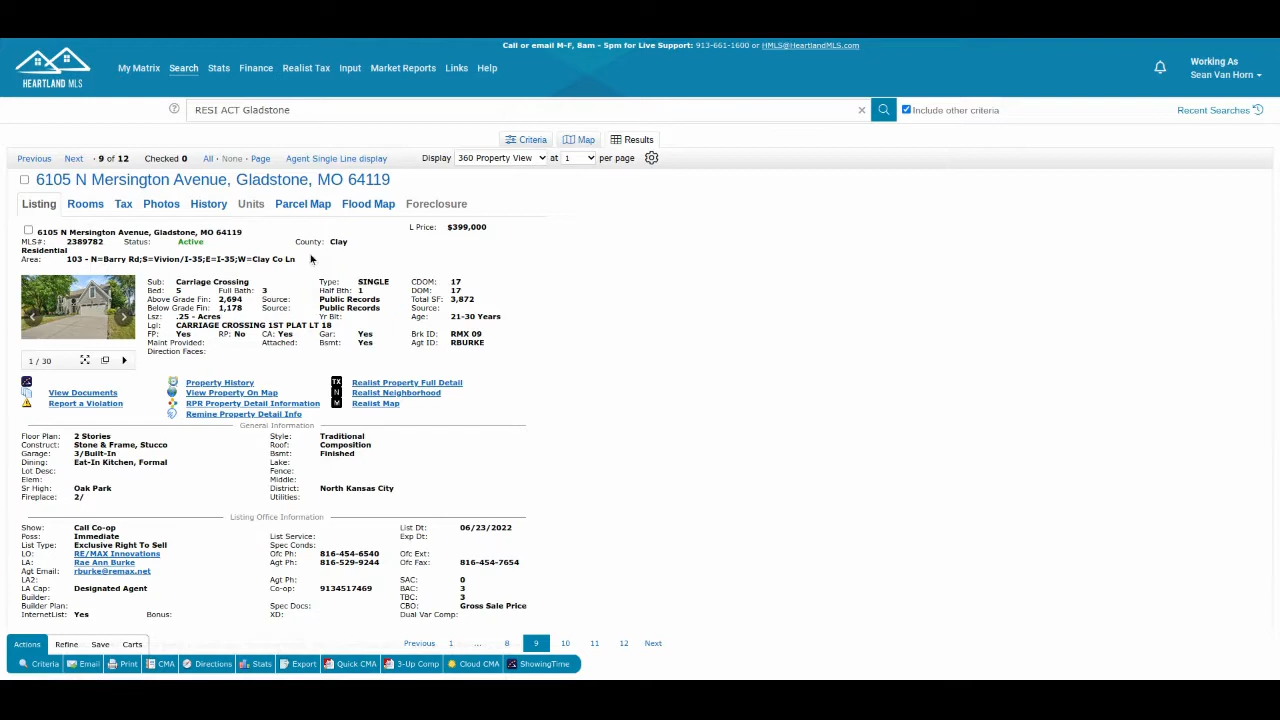 Call or email M-F, 8am - 5pm for Live Support: 913-661-1600 or HMLS@HeartlandMLS.com
HEARTLAND MLS
My Matrix Search Stats Finance Realist Tax Input Market Reports Links Help
Working As
Sean Van Horn
RESI ACT Gladstone
Include other criteria
Recent Searches
Criteria Map Results
Previous Next · 9 of 12 Checked 0 All · None · Page Agent Single Line display Display 360 Property View at 1 per page
6105 N Mersington Avenue, Gladstone, MO 64119
Listing Rooms Tax Photos History Units Parcel Map Flood Map Foreclosure
6105 N Mersington Avenue, Gladstone, MO 64119 L Price: $399,000
MLS#: 2389782 Status: Active County: Clay
Residential
Area: 103 - N=Barry Rd;S=Vivion/I-35;E=I-35;W=Clay Co Ln
Sub: Carriage Crossing Type: SINGLE CDOM: 17
Bed: 5 Full Bath: 3 Half Bth: 1 DOM: 17
Above Grade Fin: 2,694 Source: Public Records Total SF: 3,872
Below Grade Fin: 1,178 Source: Public Records Source:
Lsz: .25 - Acres Yr Blt: Age: 21-30 Years
Lgl: CARRIAGE CROSSING 1ST PLAT LT 18
FP: Yes RP: No CA: Yes Gar: Yes Brk ID: RMX 09
Maint Provided: Attached: Bsmt: Yes Agt ID: RBURKE
Direction Faces:
1 / 30
Property History TX Realist Property Full Detail
View Documents View Property On Map N Realist Neighborhood
Report a Violation RPR Property Detail Information M Realist Map
Remine Property Detail Info
General Information
Floor Plan: 2 Stories Style: Traditional
Construct: Stone & Frame, Stucco Roof: Composition
Garage: 3/Built-In Bsmt: Finished
Dining: Eat-In Kitchen, Formal Lake:
Lot Desc: Fence:
Elem: Middle:
Sr High: Oak Park District: North Kansas City
Fireplace: 2/ Utilities:
Listing Office Information
Show: Call Co-op List Dt: 06/23/2022
Poss: Immediate List Service: Exp Dt:
List Type: Exclusive Right To Sell Spec Conds:
LO: RE/MAX Innovations Ofc Ph: 816-454-6540 Ofc Ext:
LA: Rae Ann Burke Agt Ph: 816-529-9244 Ofc Fax: 816-454-7654
Agt Email: rburke@remax.net
LA2: Agt Ph: SAC: 0
LA Cap: Designated Agent Co-op: 9134517469 BAC: 3
Builder: TBC: 3
Builder Plan: Spec Docs: CBO: Gross Sale Price
InternetList: Yes Bonus: XD: Dual Var Comp:
Actions Refine Save Carts Previous 1 ... 8 9 10 11 12 Next
Criteria Email Print CMA Directions Stats Export Quick CMA 3-Up Comp Cloud CMA ShowingTime